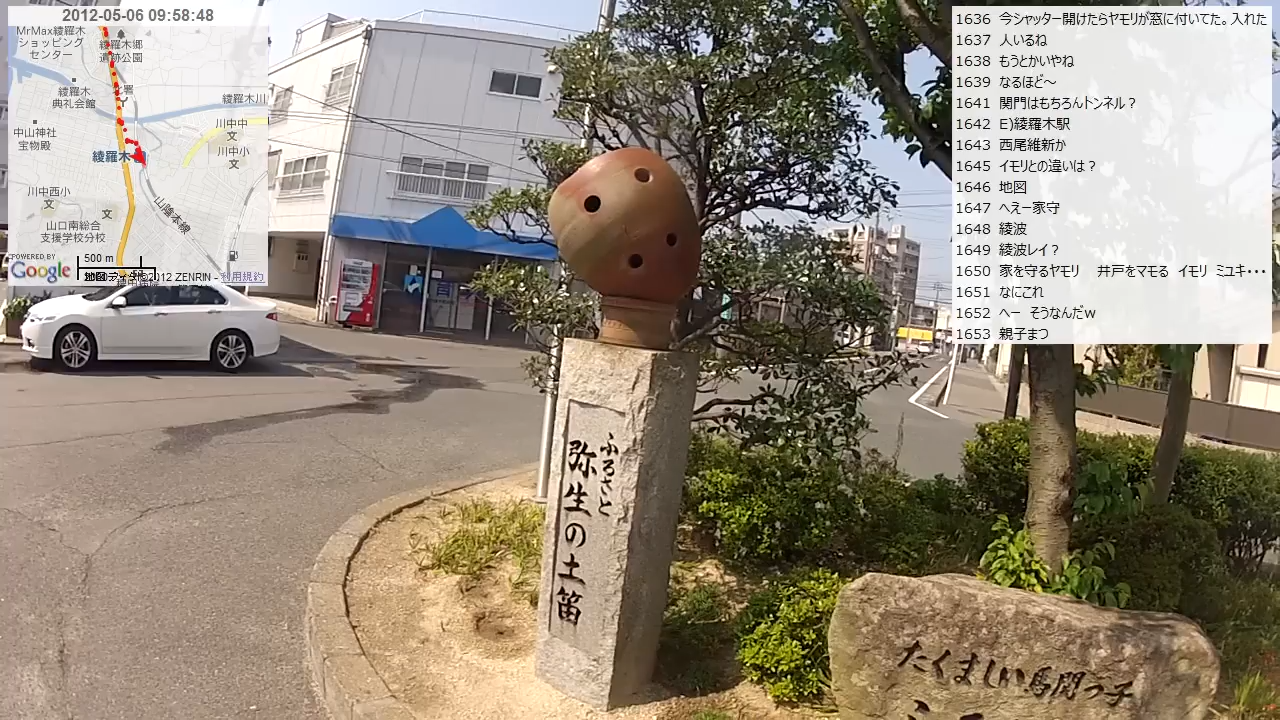 2012-05-06 09:58:48
MrMax綾羅木
ショッピング
センター
綾羅木郷
遺跡公園
綾羅木
典礼会館
綾羅木川
川中中
文
中山神社
宝物殿
綾羅木
川中小
文
川中西小
文
文
山口南総合
支援学校分校
山陰本線
POWERED BY
Google
500 m
地図データ ©2012 ZENRIN - 利用規約
1636 今シャッター開けたらヤモリが窓に付いてた。入れた
1637 人いるね
1638 もうとかいやね
1639 なるほど～
1641 関門はもちろんトンネル？
1642 E)綾羅木駅
1643 西尾維新か
1645 イモリとの違いは？
1646 地図
1647 へえー家守
1648 綾波
1649 綾波レイ？
1650 家を守るヤモリ 井戸をマモる イモリ ミユキ･･･
1651 なにこれ
1652 へー そうなんだw
1653 親子まつ
ふるさと
弥生の土笛
たくましい馬関っ子